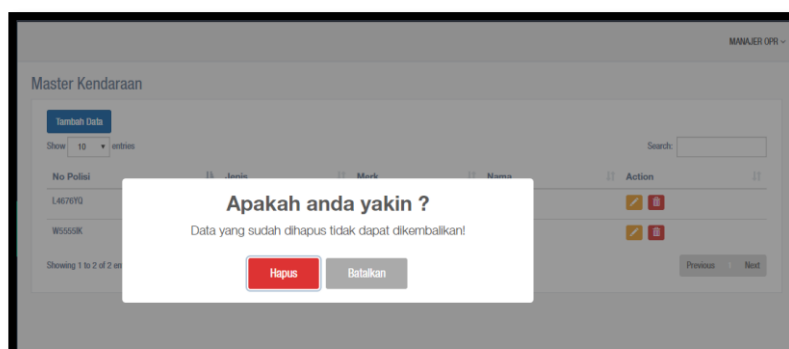 MANAJER OPR
Master Kendaraan
Tambah Data
Show 10 entries
Search:
No Polisi Jenis Merk Nama Action
L4676YQ
W5555IK
Apakah anda yakin ?
Data yang sudah dihapus tidak dapat dikembalikan!
Hapus Batalkan
Showing 1 to 2 of 2 en
Previous 1 Next